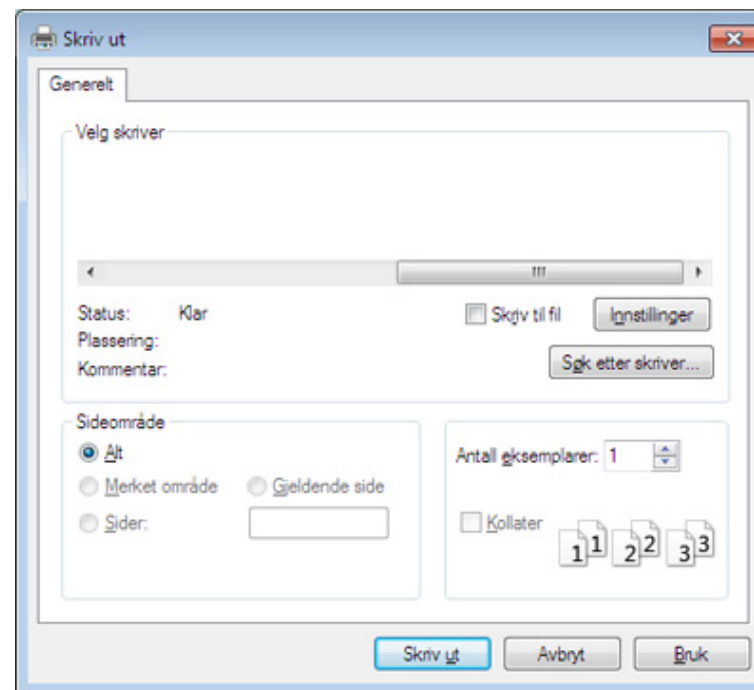 Skriv ut
Generelt
Velg skriver
Status: Klar
Skriv til fil
Innstillinger
Plassering:
Kommentar:
Søk etter skriver...
Sideområde
Alt
Merket område
Gjeldende side
Sider:
Antall eksemplarer: 1
Kollater
1 1 2 2 3 3
Skriv ut
Avbryt
Bruk